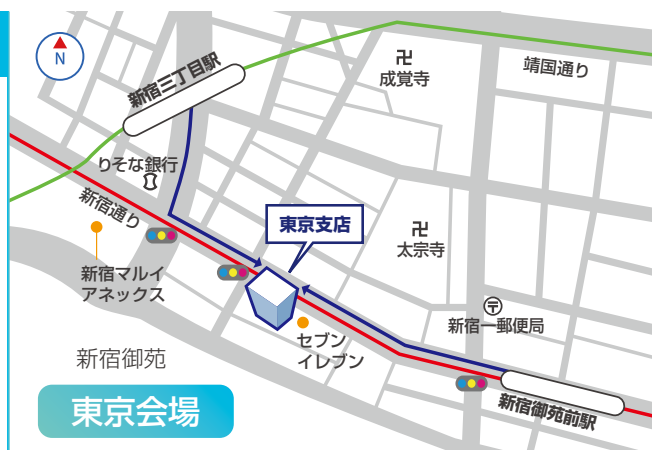 N
新宿三丁目駅
卍
成覚寺
靖国通り
りそな銀行
新宿通り
東京支店
卍
太宗寺
新宿マルイ
アネックス
〒
新宿一郵便局
セブン
イレブン
新宿御苑
新宿御苑前駅
東京会場